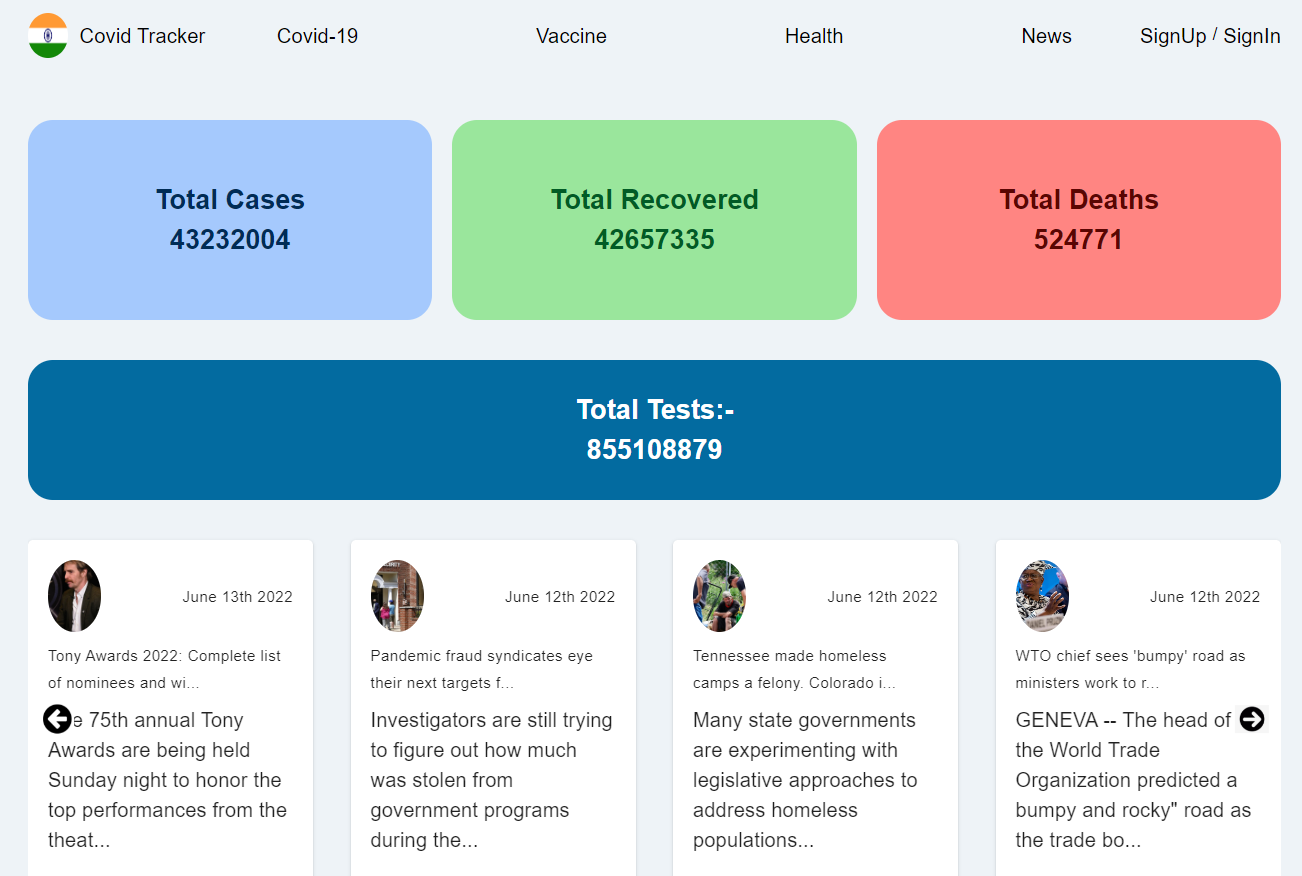 Covid Tracker Covid-19 Vaccine Health News SignUp / SignIn
Total Cases
43232004
Total Recovered
42657335
Total Deaths
524771
Total Tests:-
855108879
June 13th 2022
Tony Awards 2022: Complete list
of nominees and wi...
e 75th annual Tony
Awards are being held
Sunday night to honor the
top performances from the
theat...
June 12th 2022
Pandemic fraud syndicates eye
their next targets f...
Investigators are still trying
to figure out how much
was stolen from
government programs
during the...
June 12th 2022
Tennessee made homeless
camps a felony. Colorado i...
Many state governments
are experimenting with
legislative approaches to
address homeless
populations...
June 12th 2022
WTO chief sees 'bumpy' road as
ministers work to r...
GENEVA -- The head of
the World Trade
Organization predicted a
bumpy and rocky" road as
the trade bo...